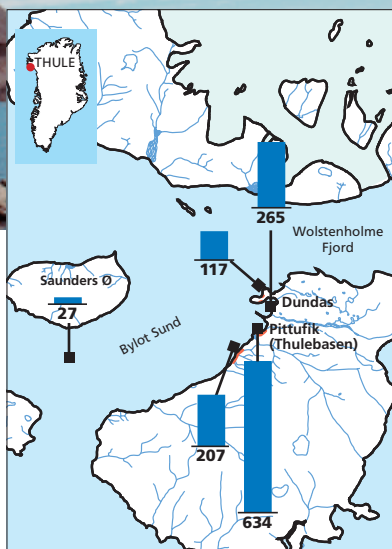 THULE
265
Wolstenholme
Fjord
117
Saunders Ø
27
Dundas
Bylot Sund
Pittufik
(Thulebasen)
207
634